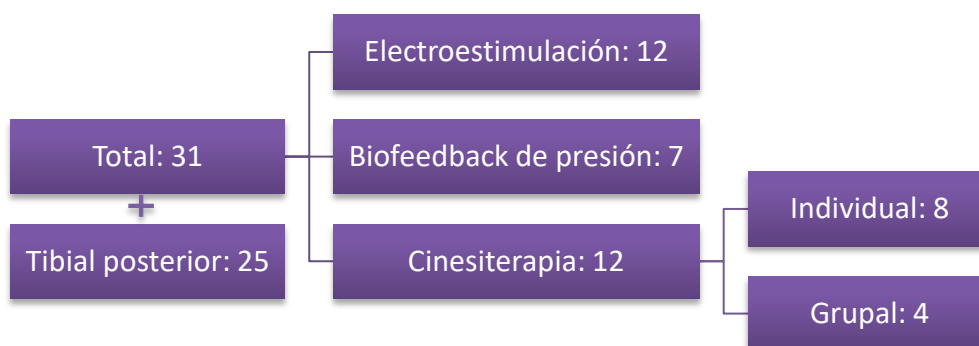 Electroestimulación: 12
Total: 31
Biofeedback de presión: 7
+
Individual: 8
Tibial posterior: 25
Cinesiterapia: 12
Grupal: 4